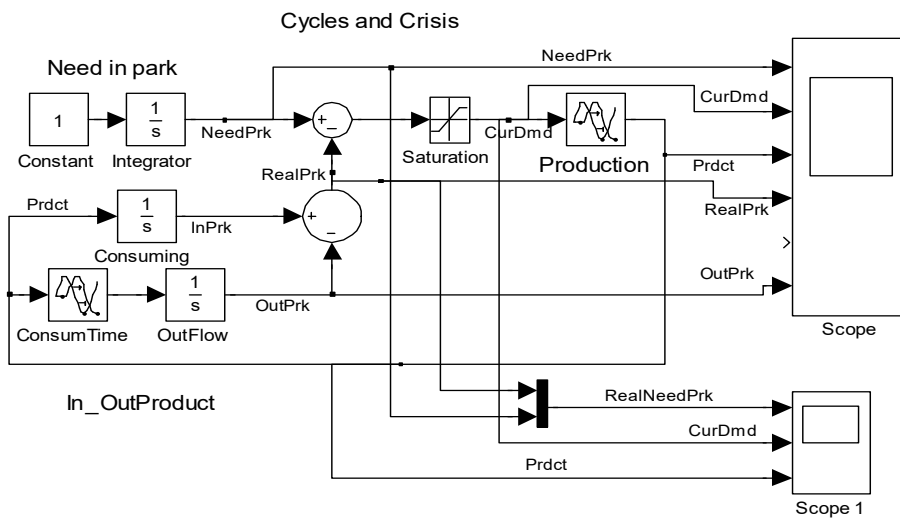 Cycles and Crisis
NeedPrk
Need in park
CurDmd
1
1
s
NeedPrk
+
−
CurDmd
Constant
Integrator
Saturation
Production
Prdct
RealPrk
RealPrk
Prdct
1
s
InPrk
+
−
Consuming
OutPrk
1
s
OutPrk
ConsumTime
OutFlow
Scope
In_OutProduct
RealNeedPrk
CurDmd
Prdct
Scope 1